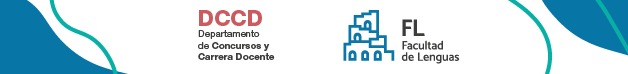 DCCD
Departamento
de Concursos y
Carrera Docente
FL
Facultad
de Lenguas